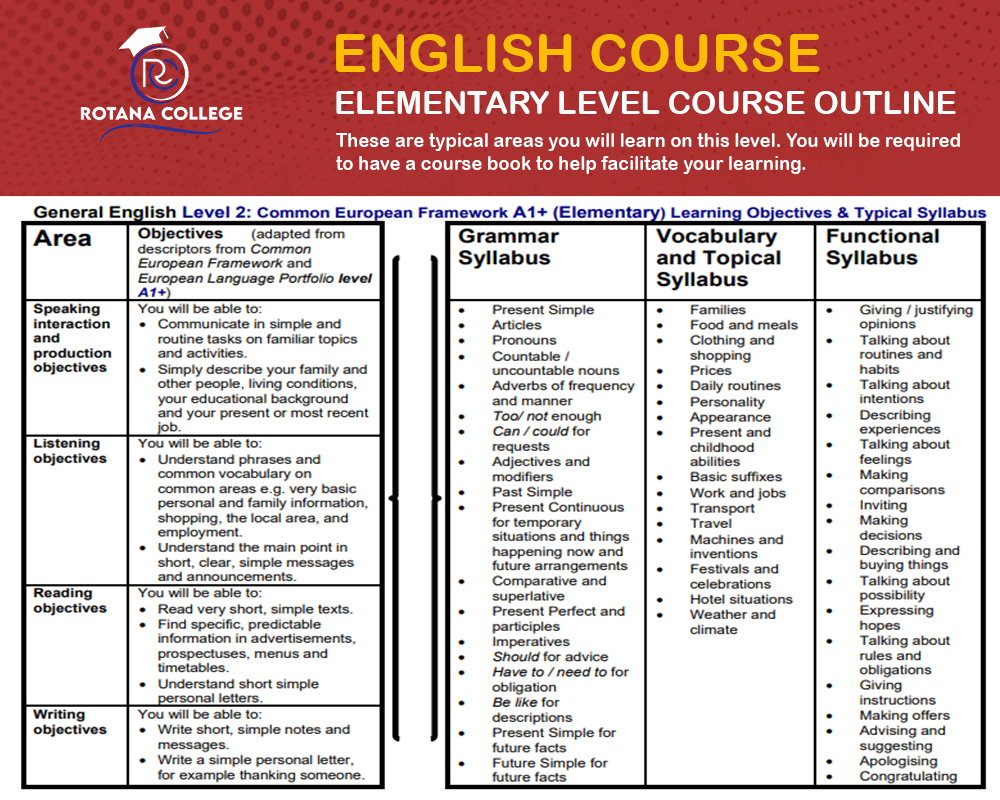 RC
ROTANA COLLEGE
ENGLISH COURSE
ELEMENTARY LEVEL COURSE OUTLINE
These are typical areas you will learn on this level. You will be required
to have a course book to help facilitate your learning.
General English Level 2: Common European Framework A1+ (Elementary) Learning Objectives & Typical Syllabus
Area
Objectives (adapted from
descriptors from Common
European Framework and
European Language Portfolio level
A1+)
Speaking
interaction
and
production
objectives
You will be able to:
• Communicate in simple and
routine tasks on familiar topics
and activities.
• Simply describe your family and
other people, living conditions,
your educational background
and your present or most recent
job.
Listening
objectives
You will be able to:
• Understand phrases and
common vocabulary on
common areas e.g. very basic
personal and family information,
shopping, the local area, and
employment.
• Understand the main point in
short, clear, simple messages
and announcements.
Reading
objectives
You will be able to:
• Read very short, simple texts.
• Find specific, predictable
information in advertisements,
prospectuses, menus and
timetables.
• Understand short simple
personal letters.
Writing
objectives
You will be able to:
• Write short, simple notes and
messages.
• Write a simple personal letter,
for example thanking someone.
Grammar
Syllabus
• Present Simple
• Articles
• Pronouns
• Countable /
uncountable nouns
• Adverbs of frequency
and manner
• Too/ not enough
• Can / could for
requests
• Adjectives and
modifiers
• Past Simple
• Present Continuous
for temporary
situations and things
happening now and
future arrangements
• Comparative and
superlative
• Present Perfect and
participles
• Imperatives
• Should for advice
• Have to / need to for
obligation
• Be like for
descriptions
• Present Simple for
future facts
• Future Simple for
future facts
Vocabulary
and Topical
Syllabus
• Families
• Food and meals
• Clothing and
shopping
• Prices
• Daily routines
• Personality
• Appearance
• Present and
childhood
abilities
• Basic suffixes
• Work and jobs
• Transport
• Travel
• Machines and
inventions
• Festivals and
celebrations
• Hotel situations
• Weather and
climate
Functional
Syllabus
• Giving / justifying
opinions
• Talking about
routines and
habits
• Talking about
intentions
• Describing
experiences
• Talking about
feelings
• Making
comparisons
• Inviting
• Making
decisions
• Describing and
buying things
• Talking about
possibility
• Expressing
hopes
• Talking about
rules and
obligations
• Giving
instructions
• Making offers
• Advising and
suggesting
• Apologising
• Congratulating